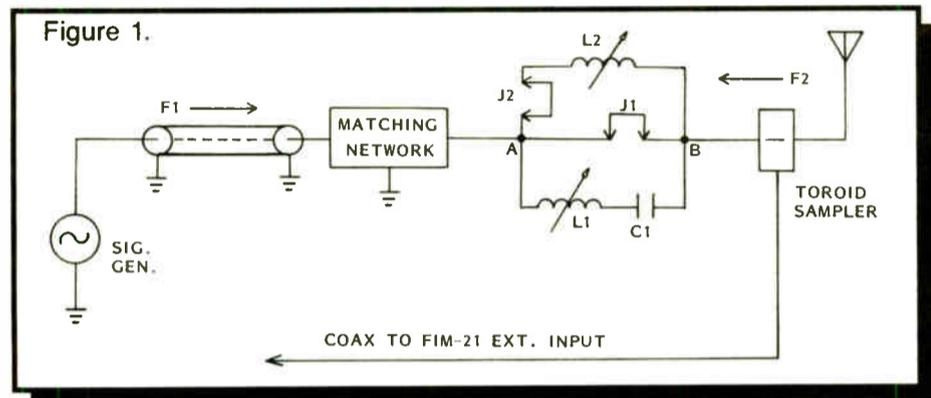 Figure 1.
L2
F2
F1
J2
J1
MATCHING
NETWORK
A
B
L1
C1
TOROID
SAMPLER
SIG.
GEN.
COAX TO FIM-21 EXT. INPUT